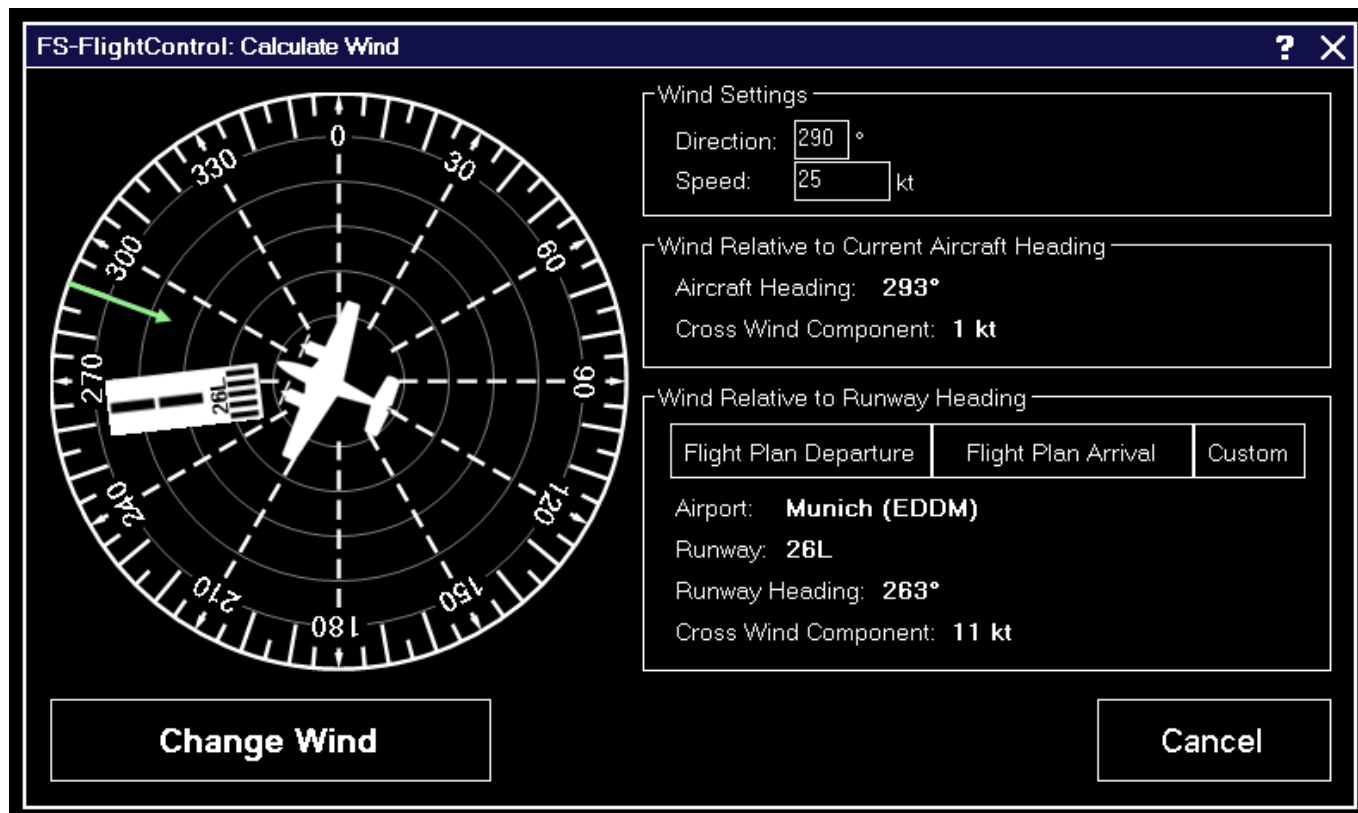 FS-FlightControl: Calculate Wind
? X
0
30
60
90
120
150
180
210
240
270
300
330
26L
Wind Settings
Direction: 290 °
Speed: 25 kt
Wind Relative to Current Aircraft Heading
Aircraft Heading: 293°
Cross Wind Component: 1 kt
Wind Relative to Runway Heading
Flight Plan Departure Flight Plan Arrival Custom
Airport: Munich (EDDM)
Runway: 26L
Runway Heading: 263°
Cross Wind Component: 11 kt
Change Wind
Cancel